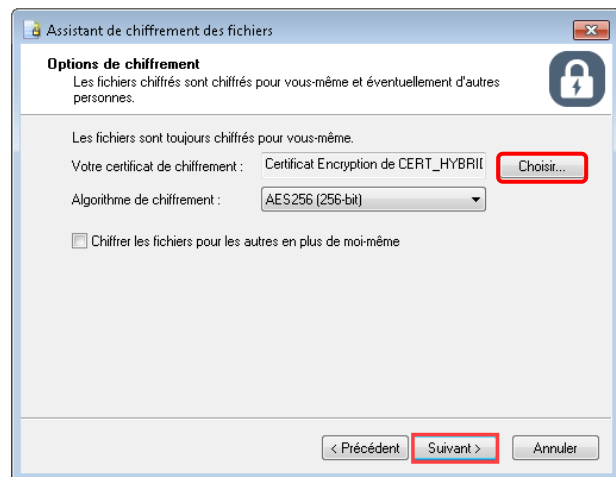 Assistant de chiffrement des fichiers
Options de chiffrement
Les fichiers chiffrés sont chiffrés pour vous-même et éventuellement d'autres
personnes.
Les fichiers sont toujours chiffrés pour vous-même.
Votre certificat de chiffrement : Certificat Encryption de CERT_HYBRID Choisir...
Algorithme de chiffrement : AES256 (256-bit)
Chiffrer les fichiers pour les autres en plus de moi-même
< Précédent Suivant > Annuler